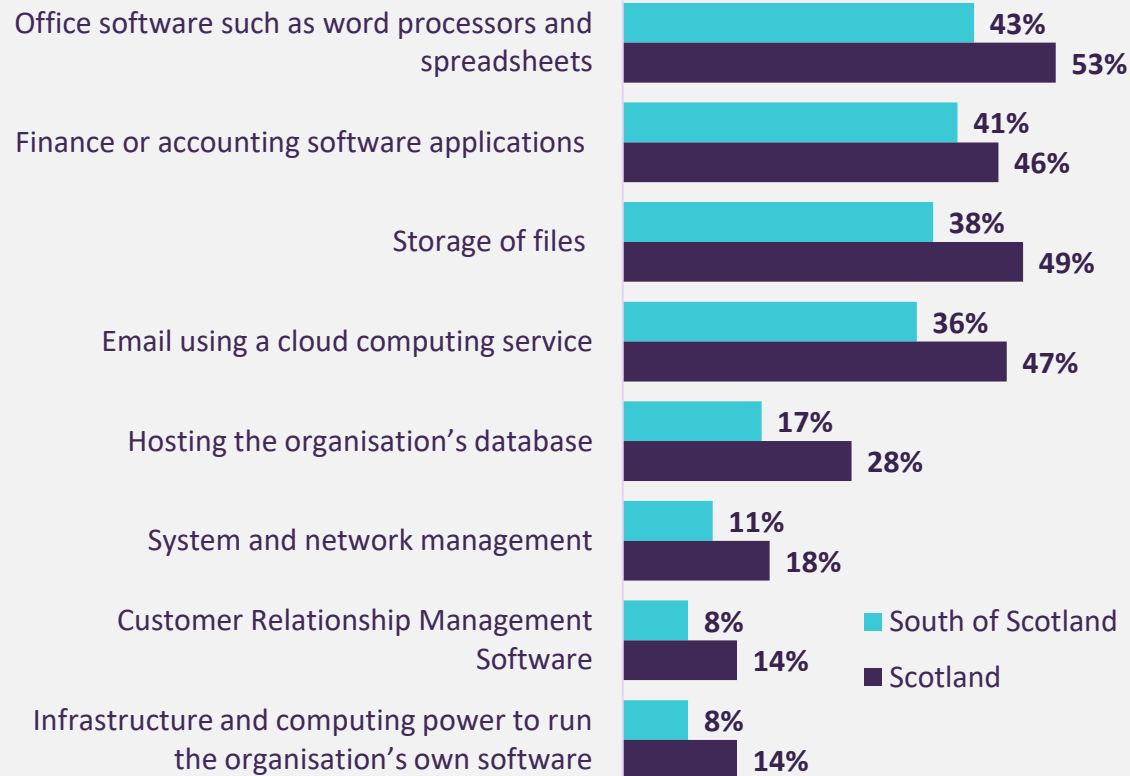 Office software such as word processors and
spreadsheets
43%
53%
Finance or accounting software applications
41%
46%
Storage of files
38%
49%
Email using a cloud computing service
36%
47%
Hosting the organisation’s database
17%
28%
System and network management
11%
18%
Customer Relationship Management
Software
8%
14%
Infrastructure and computing power to run
the organisation’s own software
8%
14%
South of Scotland
Scotland